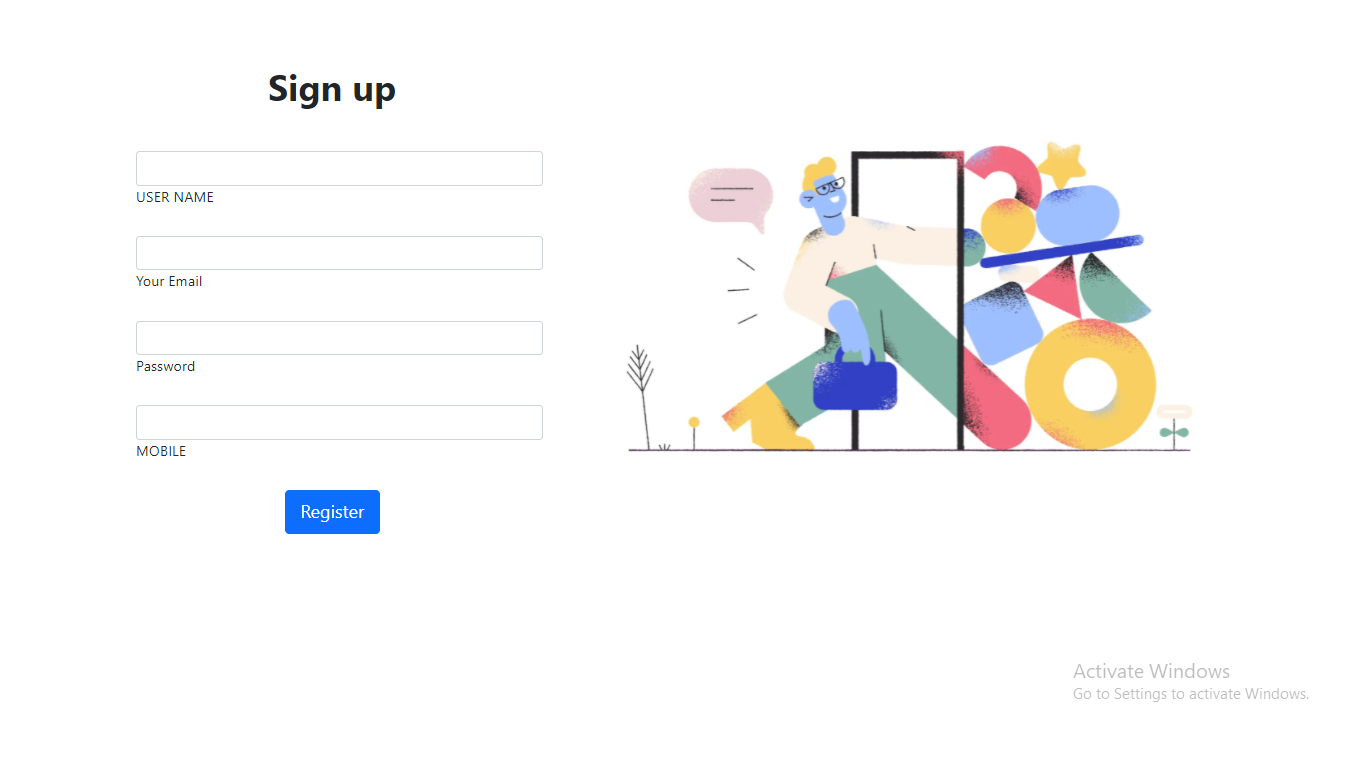 Sign up
USER NAME
Your Email
Password
MOBILE
Register
Activate Windows
Go to Settings to activate Windows.